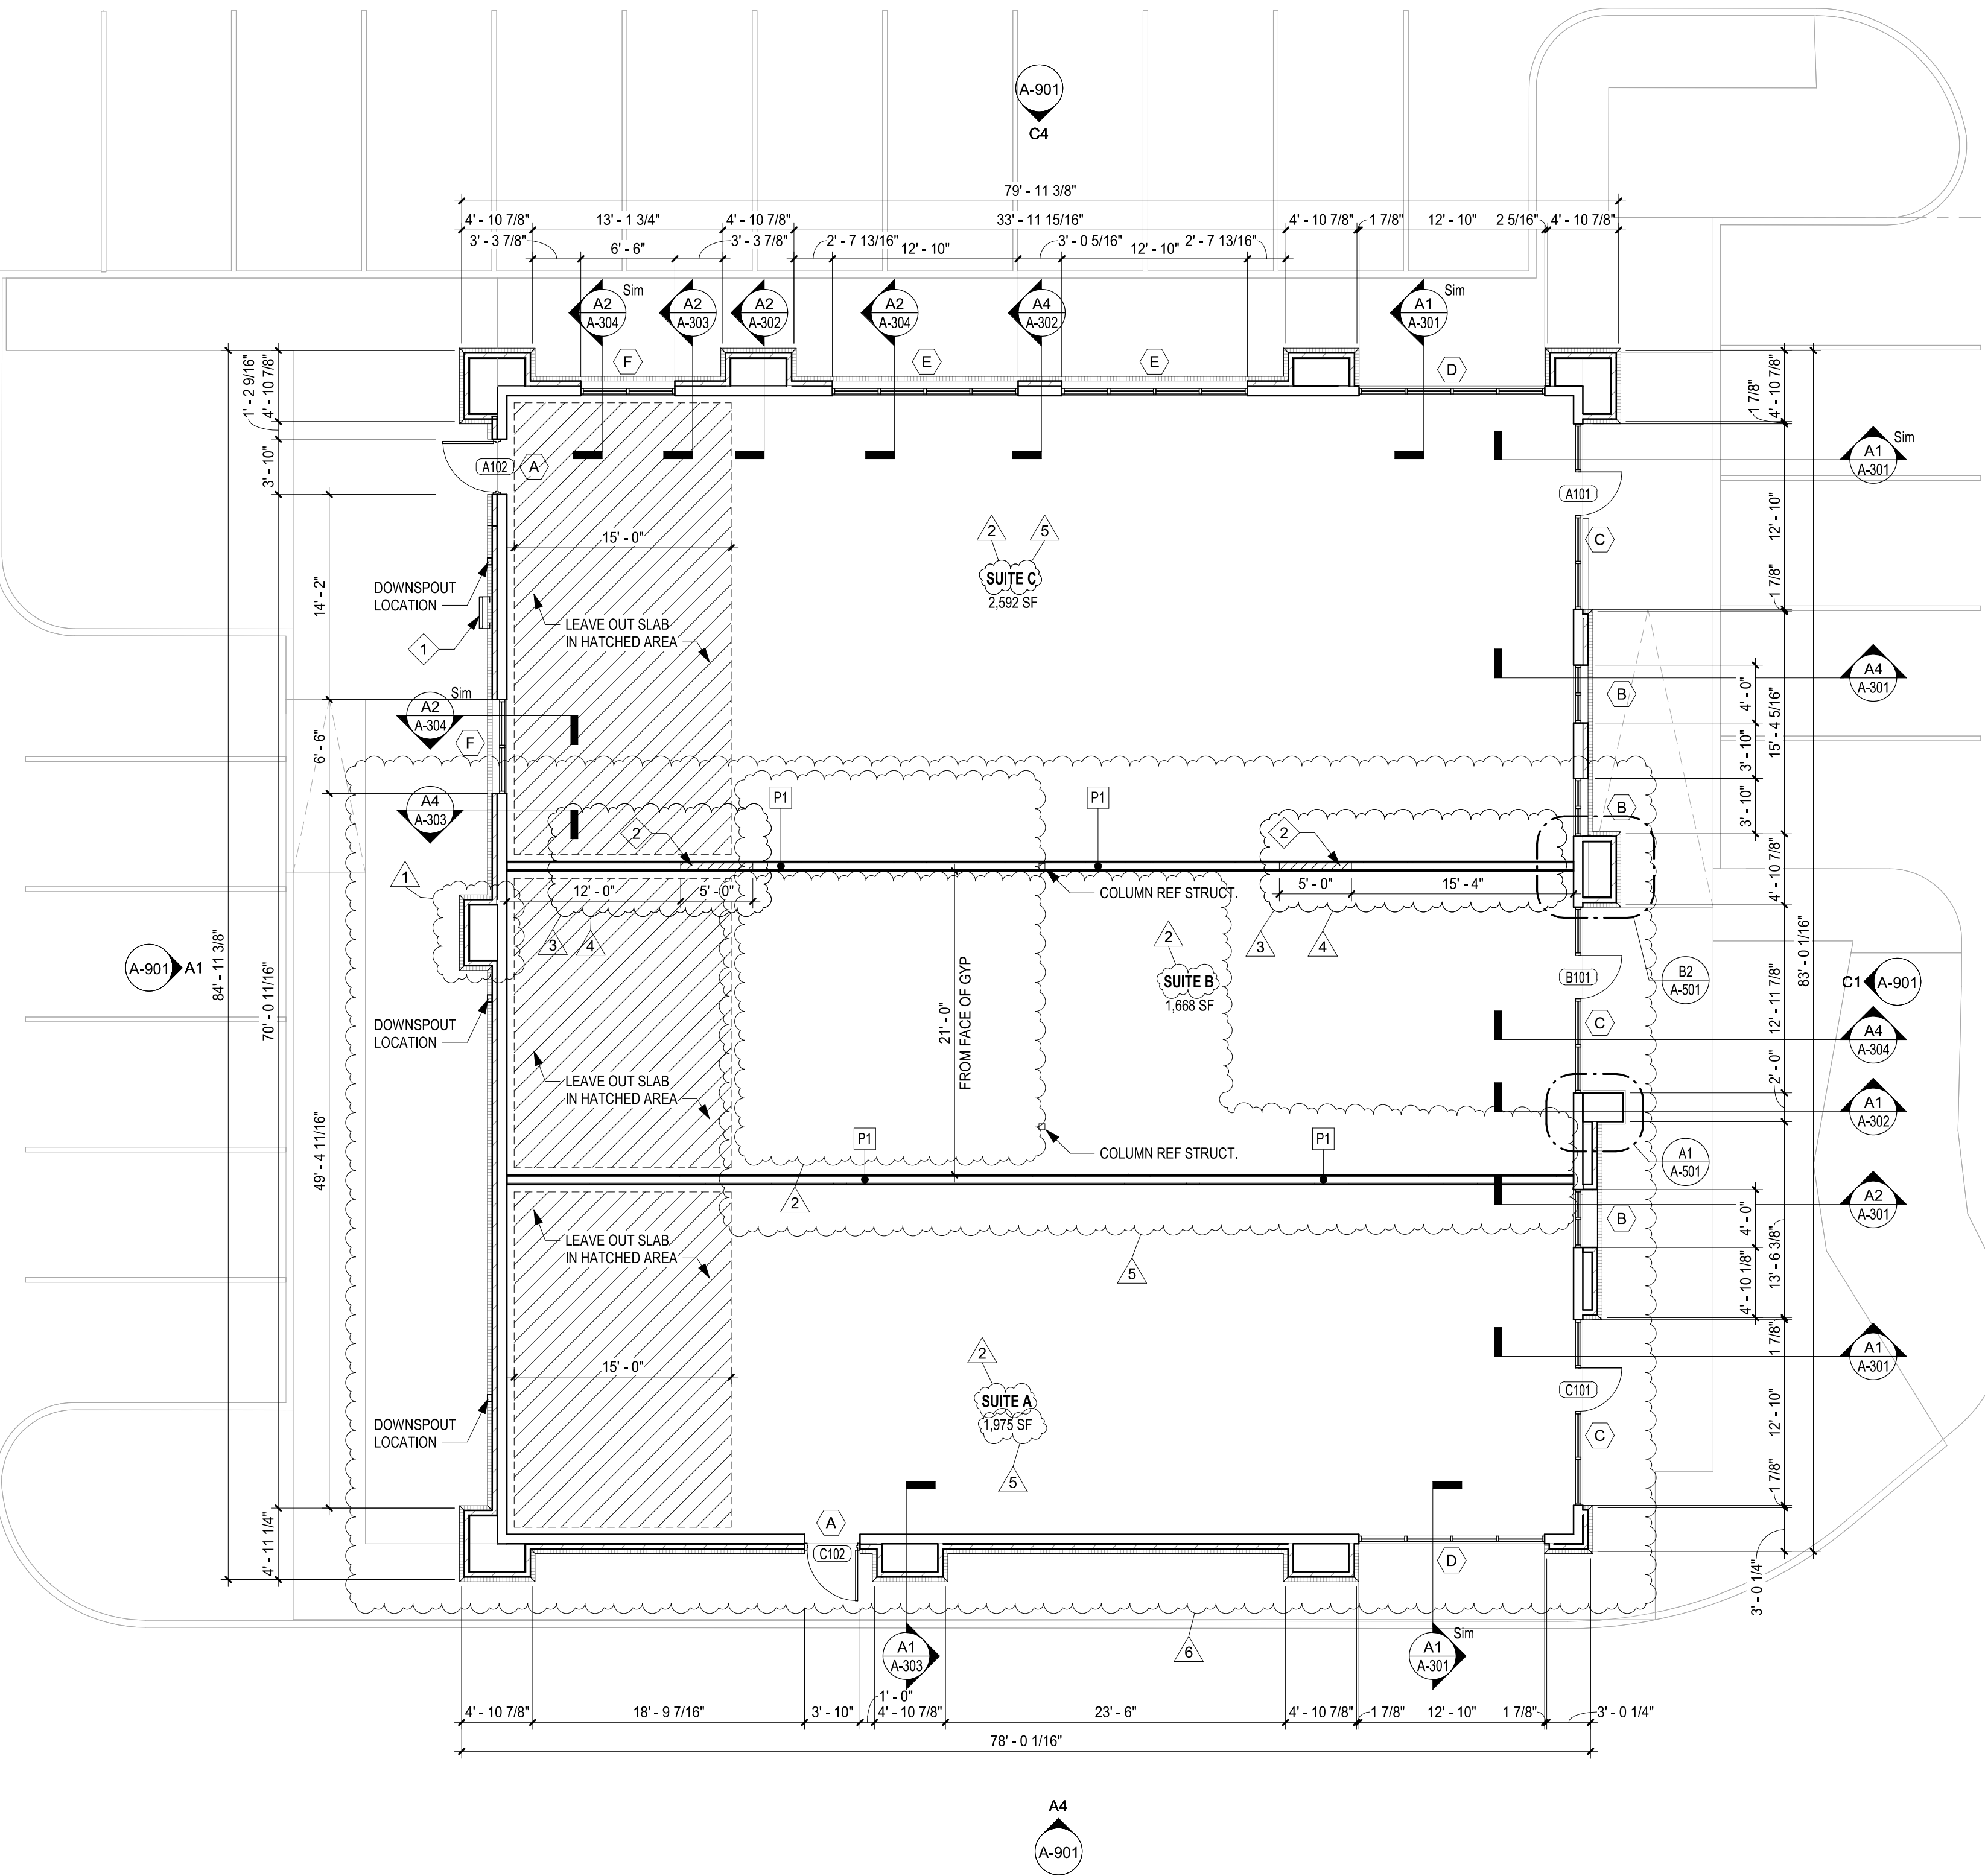 A-901
C4
79' - 11 3/8"
4' - 10 7/8"
13' - 1 3/4"
4' - 10 7/8"
33' - 11 15/16"
4' - 10 7/8"
1 7/8"
12' - 10"
2 5/16"
4' - 10 7/8"
3' - 3 7/8"
6' - 6"
3' - 3 7/8"
2' - 7 13/16"
12' - 10"
3' - 0 5/16"
12' - 10"
2' - 7 13/16"
A2
A-304
Sim
A2
A-303
A2
A-302
A2
A-304
A4
A-302
A1
A-301
Sim
F
E
E
D
1' - 2 9/16"
4' - 10 7/8"
3' - 10"
A102
A
1 7/8"
4' - 10 7/8"
A1
A-301
Sim
A101
12' - 10"
C
1 7/8"
15' - 0"
2
5
SUITE C
2,592 SF
DOWNSPOUT
LOCATION
14' - 2"
1
LEAVE OUT SLAB
IN HATCHED AREA
A4
A-301
B
4' - 0"
15' - 4 5/16"
3' - 10"
3' - 10"
B
4' - 10 7/8"
A2
A-304
Sim
F
6' - 6"
A4
A-303
P1
P1
2
2
1
12' - 0"
5' - 0"
COLUMN REF STRUCT.
5' - 0"
15' - 4"
3
4
3
4
A-901
A1
84' - 11 3/8"
70' - 0 11/16"
2
SUITE B
1,668 SF
B101
B2
A-501
C1
A-901
83' - 0 1/16"
12' - 11 7/8"
C
A4
A-304
DOWNSPOUT
LOCATION
21' - 0"
FROM FACE OF GYP
LEAVE OUT SLAB
IN HATCHED AREA
2' - 0"
A1
A-302
49' - 4 11/16"
P1
P1
COLUMN REF STRUCT.
A1
A-501
2
A2
A-301
B
4' - 0"
13' - 6 3/8"
4' - 10 1/8"
LEAVE OUT SLAB
IN HATCHED AREA
5
1 7/8"
A1
A-301
15' - 0"
2
SUITE A
1,975 SF
5
C101
12' - 10"
C
DOWNSPOUT
LOCATION
1 7/8"
4' - 11 1/4"
A
C102
D
3' - 0 1/4"
A1
A-303
6
A1
A-301
Sim
4' - 10 7/8"
18' - 9 7/16"
3' - 10"
1' - 0"
4' - 10 7/8"
23' - 6"
4' - 10 7/8"
1 7/8"
12' - 10"
1 7/8"
3' - 0 1/4"
78' - 0 1/16"
A4
A-901